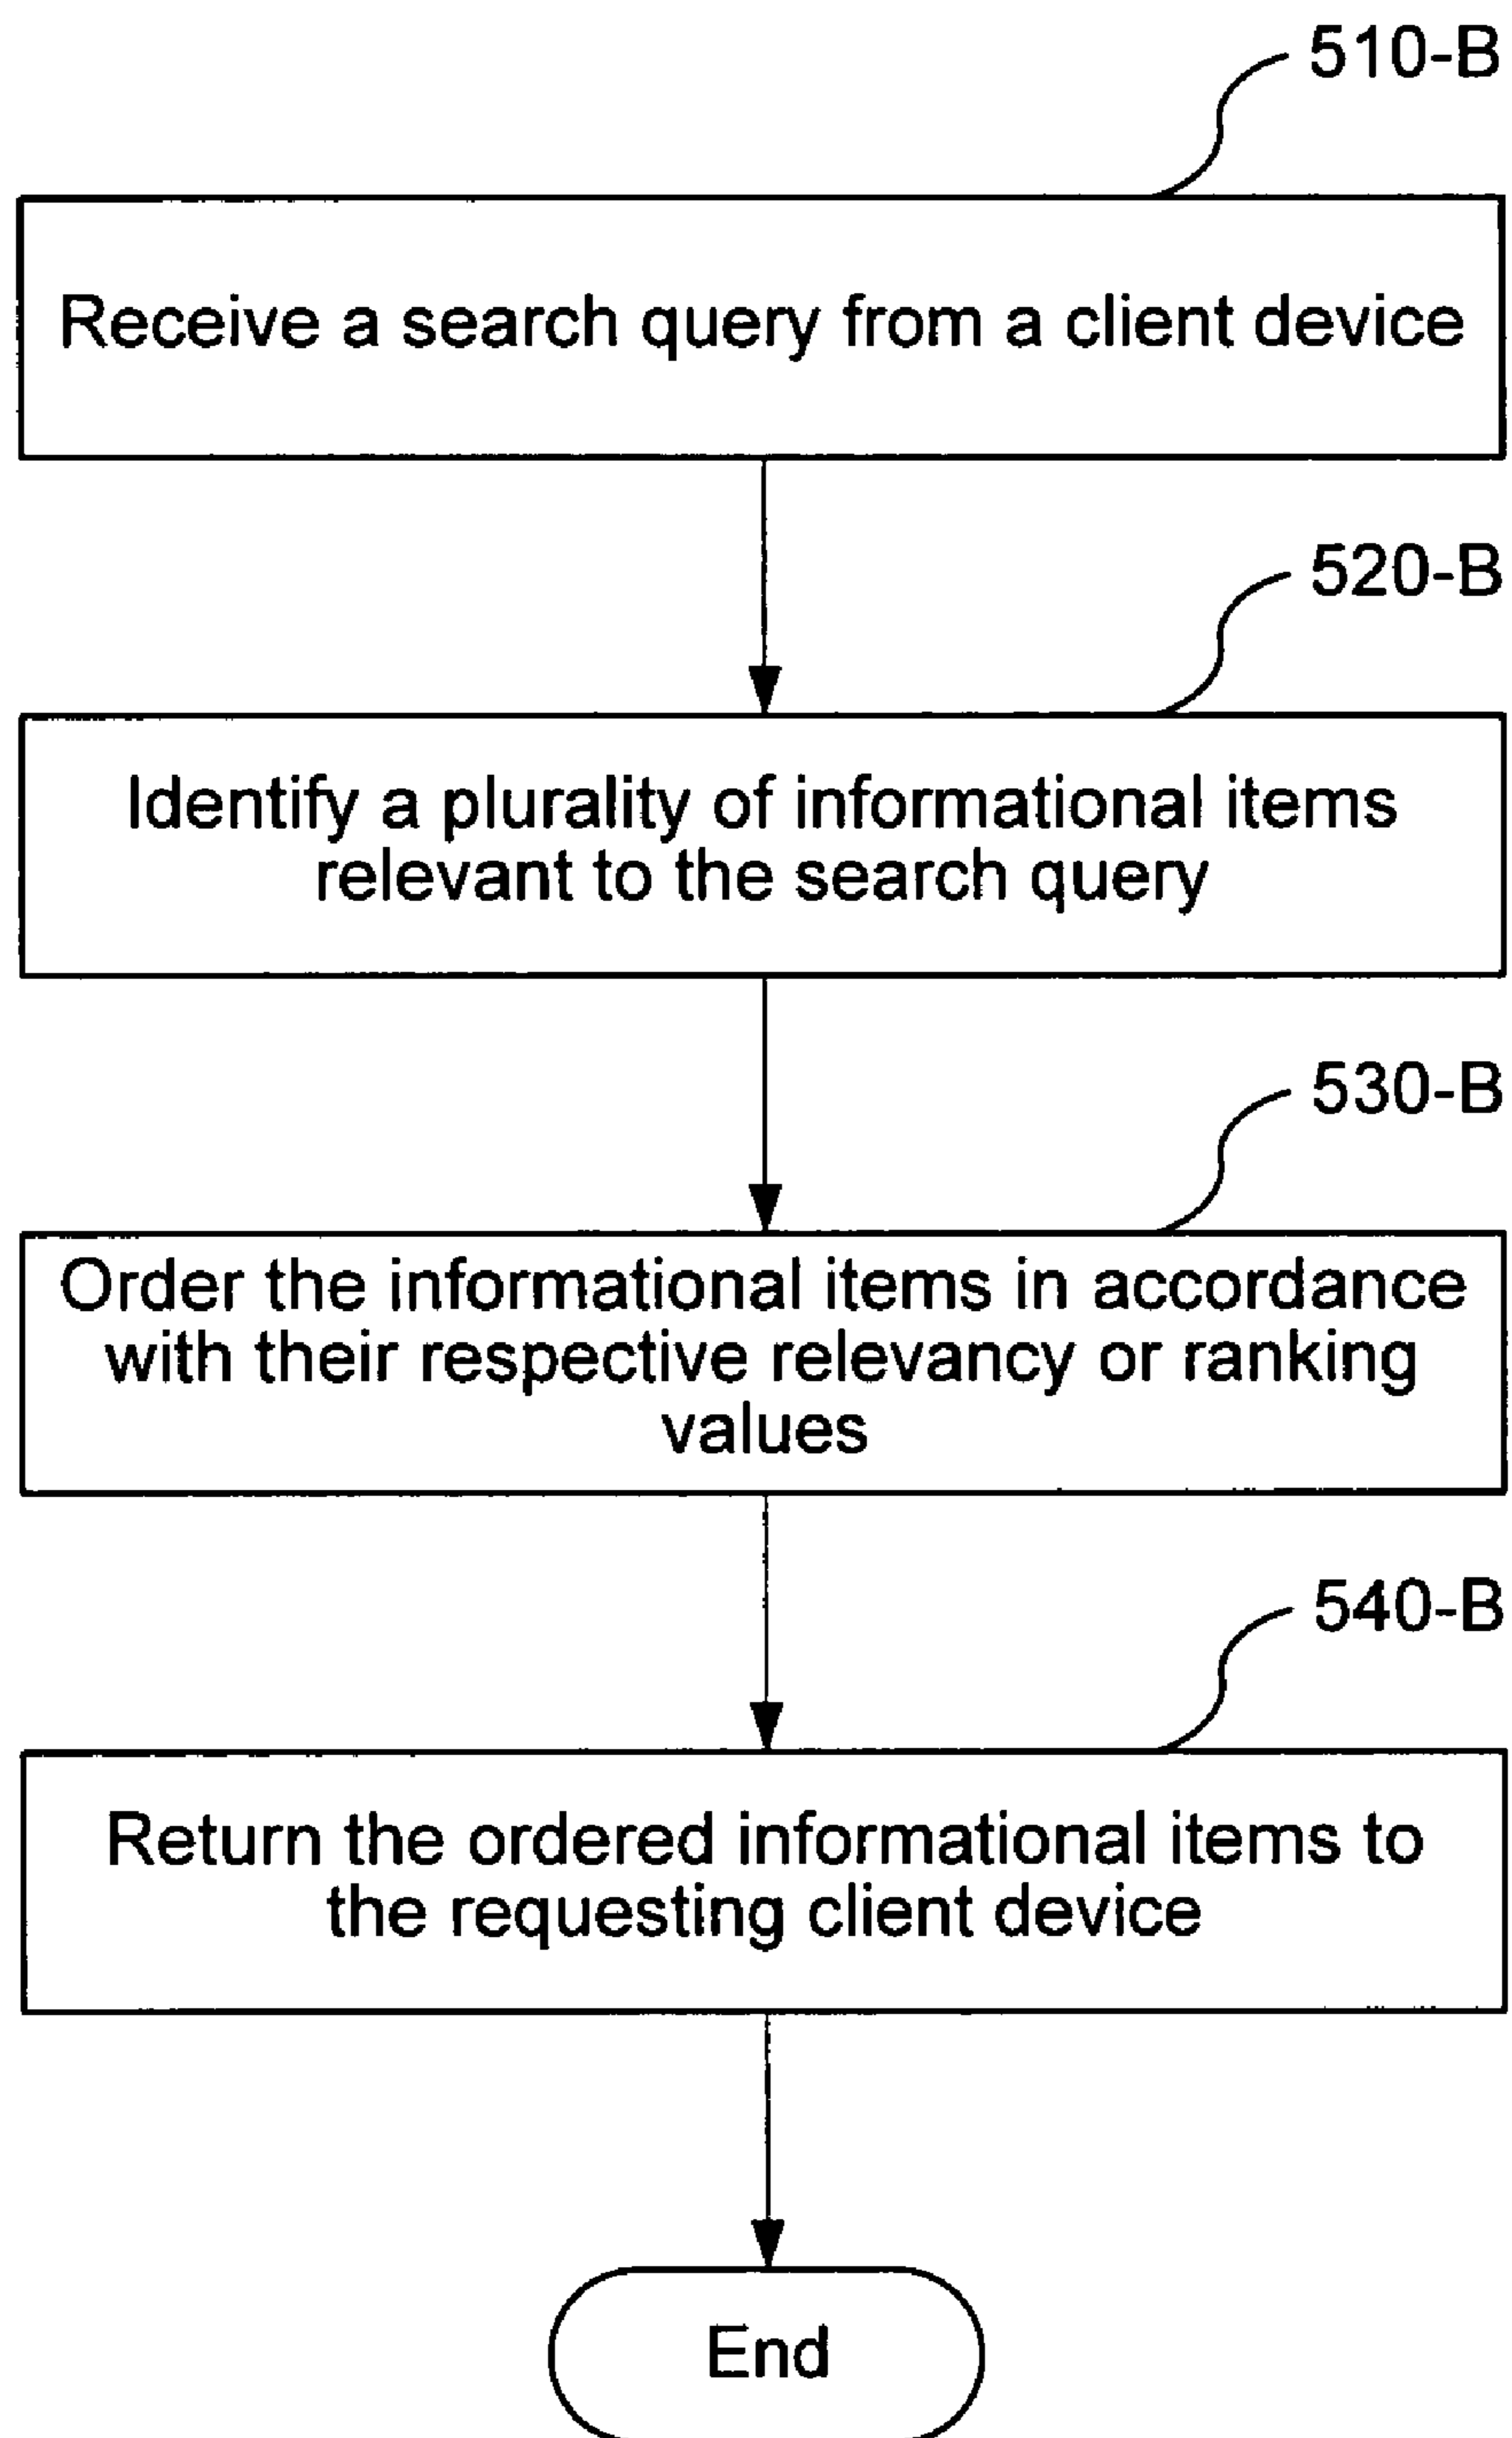 510-B
Receive a search query from a client device
520-B
Identify a plurality of informational items
relevant to the search query
530-B
Order the informational items in accordance
with their respective relevancy or ranking
values
540-B
Return the ordered informational items to
the requesting client device
End